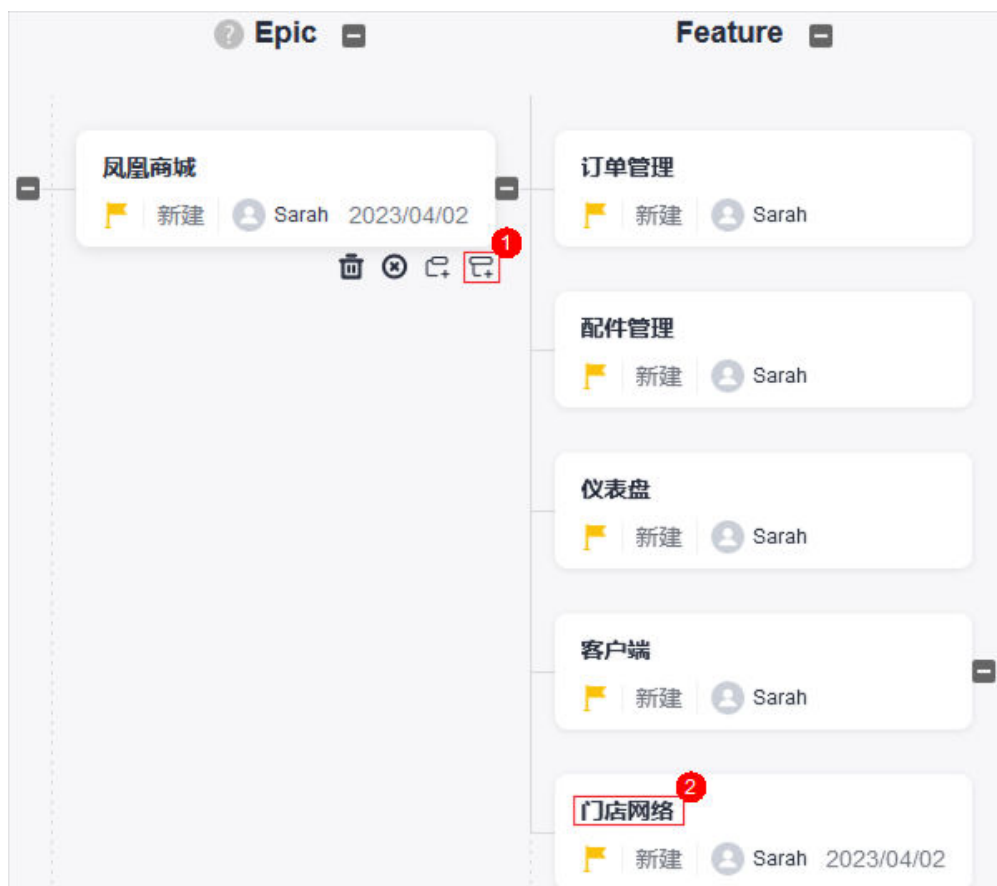 ? Epic
Feature
凤凰商城
新建 Sarah 2023/04/02
1
订单管理
新建 Sarah
配件管理
新建 Sarah
仪表盘
新建 Sarah
客户端
新建 Sarah
2
门店网络
新建 Sarah 2023/04/02